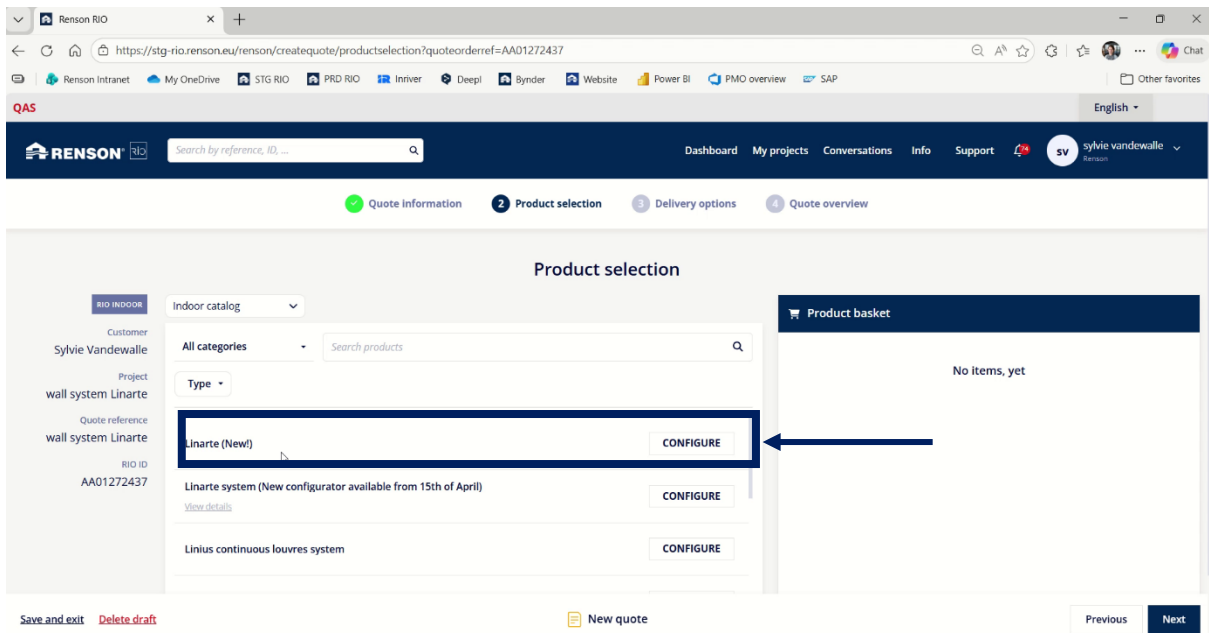 Renson RIO
https://stg-rio.renson.eu/renson/createquote/productselection?quoteorderref=AA01272437
Chat
Renson Intranet My OneDrive STG RIO PRD RIO Inriver Deepl Bynder Website Power BI PMO overview SAP Other favorites
QAS English
RENSON RIO Search by reference, ID, ... Dashboard My projects Conversations Info Support 74 SV sylvie vandewalle
Renson
Quote information 2 Product selection 3 Delivery options 4 Quote overview
Product selection
RIO INDOOR
Customer
Sylvie Vandewalle
Project
wall system Linarte
Quote reference
wall system Linarte
RIO ID
AA01272437
Indoor catalog
All categories Search products
Type
Linarte (New!) CONFIGURE
Linarte system (New configurator available from 15th of April) CONFIGURE
View details
Linius continuous louvres system CONFIGURE
Product basket
No items, yet
Save and exit Delete draft New quote Previous Next